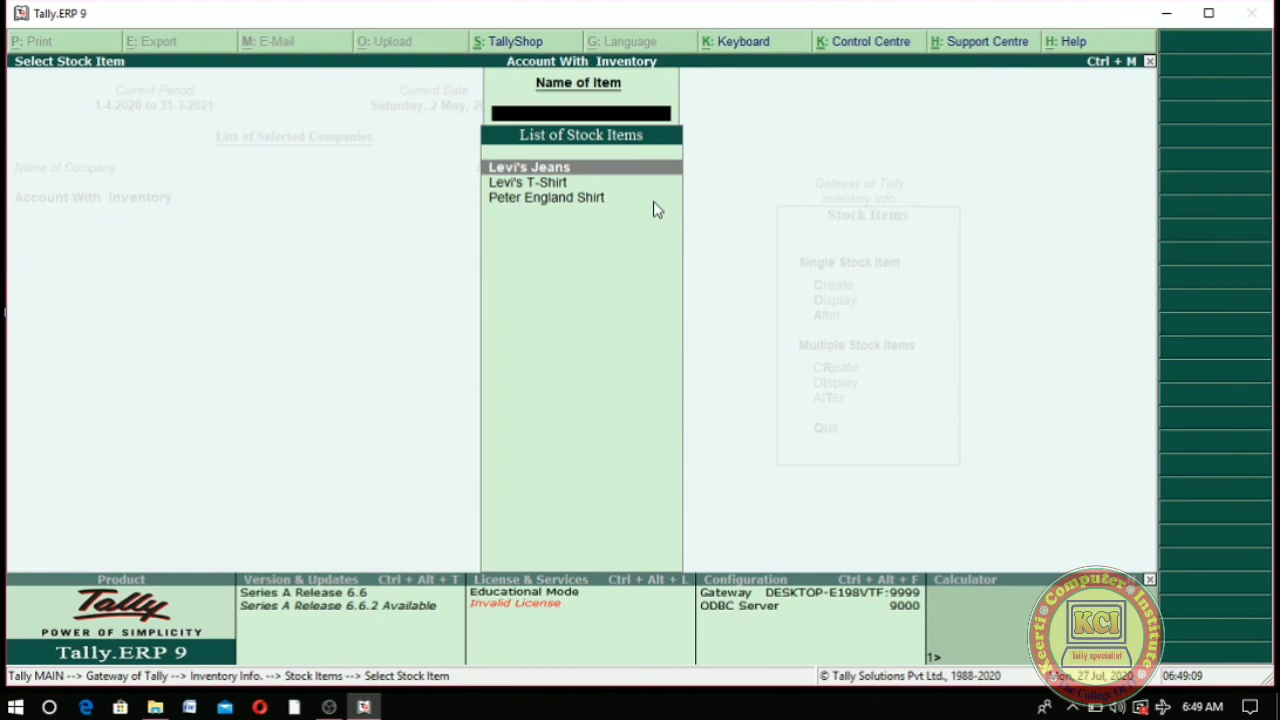 Tally.ERP 9
P: Print
E: Export
M: E-Mail
O: Upload
S: TallyShop
G: Language
K: Keyboard
K: Control Centre
H: Support Centre
H: Help
Select Stock Item
Account With Inventory
Ctrl + M
Current Period
1-4-2020 to 31-3-2021
Current Date
Saturday, 2 May, 2
List of Selected Companies
Name of Company
Account With Inventory
Name of Item
List of Stock Items
Levi's Jeans
Levi's T-Shirt
Peter England Shirt
Gateway of Tally ...
Inventory Info. ...
Stock Items
Single Stock Item
Create
Display
Alter
Multiple Stock Items
CReate
DIsplay
AlTer
Quit
Product
Tally
POWER OF SIMPLICITY
Tally.ERP 9
Version & Updates Ctrl + Alt + T
Series A Release 6.6
Series A Release 6.6.2 Available
License & Services Ctrl + Alt + L
Educational Mode
Invalid License
Configuration Ctrl + Alt + F
Gateway DESKTOP-E198VTF:9999
ODBC Server 9000
Calculator
1>
Keerti Computer Institute
KCI
Tally specialist
Tally MAIN --> Gateway of Tally --> Inventory Info. --> Stock Items --> Select Stock Item
© Tally Solutions Pvt Ltd., 1988-2020
Mon, 27 Jul, 2020
06:49:09
6:49 AM